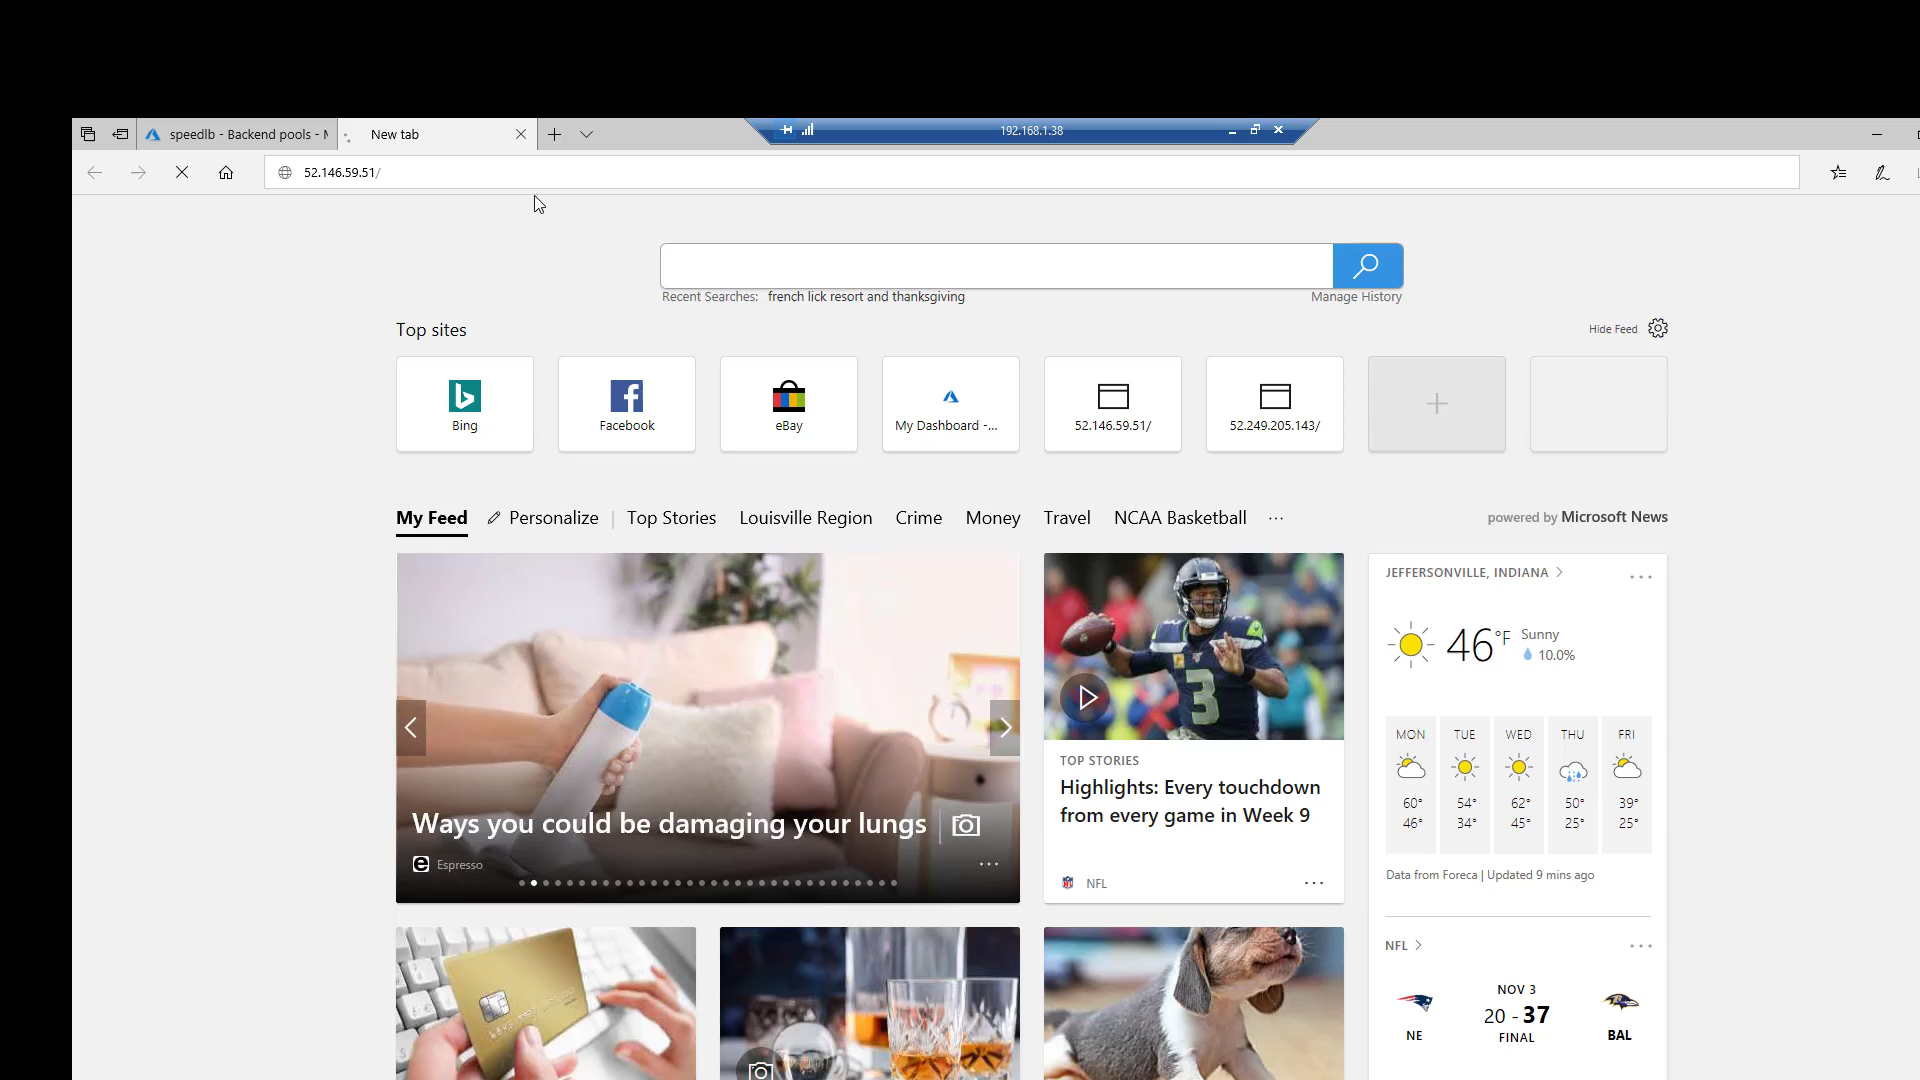 speedlb - Backend pools - M
New tab
192.168.1.38
52.146.59.51/
Recent Searches: french lick resort and thanksgiving
Manage History
Top sites
Hide Feed
Bing
Facebook
eBay
My Dashboard -...
52.146.59.51/
52.249.205.143/
My Feed
Personalize
Top Stories
Louisville Region
Crime
Money
Travel
NCAA Basketball
...
powered by Microsoft News
Ways you could be damaging your lungs
Espresso
TOP STORIES
Highlights: Every touchdown
from every game in Week 9
NFL
JEFFERSONVILLE, INDIANA
46°F
Sunny
10.0%
MON TUE WED THU FRI
60° 54° 62° 50° 39°
46° 34° 45° 25° 25°
Data from Foreca | Updated 9 mins ago
NFL
NOV 3
20 - 37
FINAL
NE
BAL